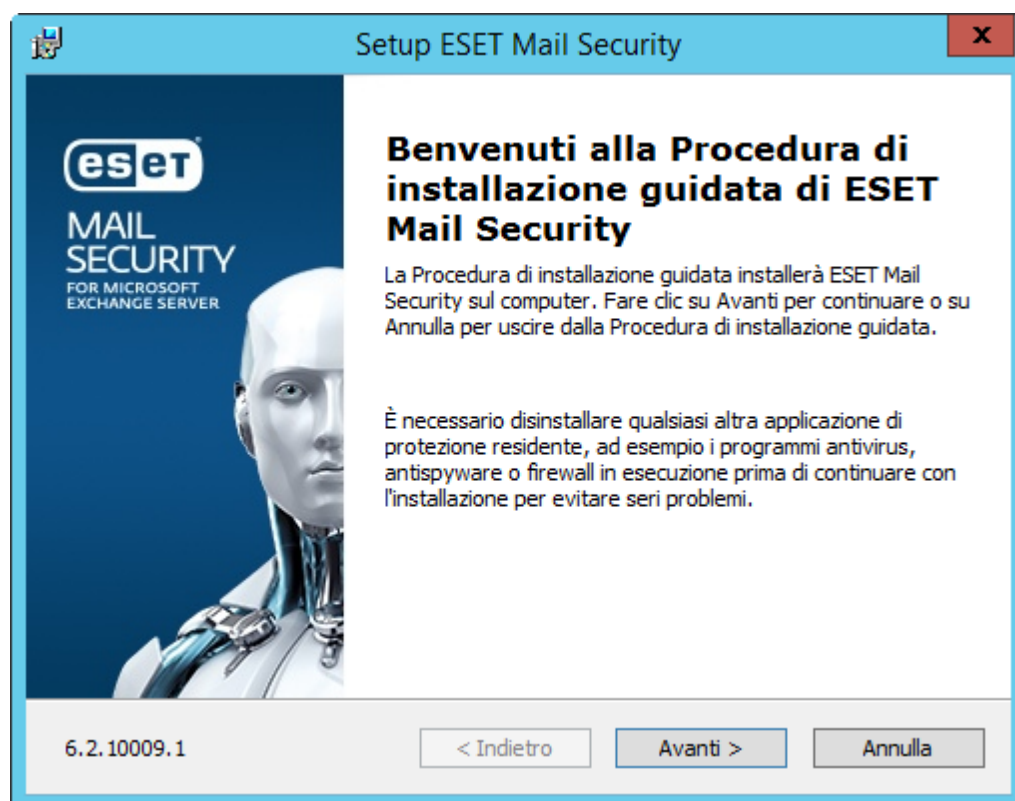 Setup ESET Mail Security
x
eset
MAIL
SECURITY
FOR MICROSOFT
EXCHANGE SERVER
Benvenuti alla Procedura di
installazione guidata di ESET
Mail Security
La Procedura di installazione guidata installerà ESET Mail
Security sul computer. Fare clic su Avanti per continuare o su
Annulla per uscire dalla Procedura di installazione guidata.
È necessario disinstallare qualsiasi altra applicazione di
protezione residente, ad esempio i programmi antivirus,
antispyware o firewall in esecuzione prima di continuare con
l'installazione per evitare seri problemi.
6.2.10009.1
< Indietro
Avanti >
Annulla